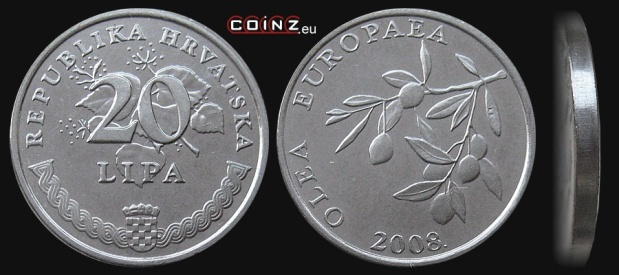 COINZ.eu
REPUBLIKA HRVATSKA
20
LIPA
OLEA EUROPAEA
2008.